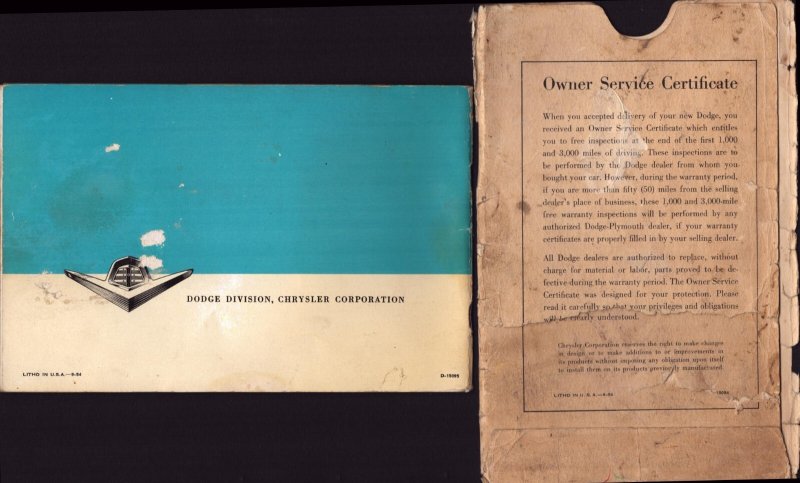 DODGE DIVISION, CHRYSLER CORPORATION
LITHO IN U.S.A.—9-54
D-15095
Owner Service Certificate
When you accepted delivery of your new Dodge, you
received an Owner Service Certificate which entitles
you to free inspections at the end of the first 1,000
and 3,000 miles of driving. These inspections are to
be performed by the Dodge dealer from whom you
bought your car. However, during the warranty period,
if you are more than fifty (50) miles from the selling
dealer's place of business, these 1,000 and 3,000-mile
free warranty inspections will be performed by any
authorized Dodge-Plymouth dealer, if your warranty
certificates are properly filled in by your selling dealer.
All Dodge dealers are authorized to replace, without
charge for material or labor, parts proved to be de-
fective during the warranty period. The Owner Service
Certificate was designed for your protection. Please
read it carefully so that your privileges and obligations
will be clearly understood.
Chrysler Corporation reserves the right to make changes
in design or to make additions to or improvements in
its products without imposing any obligation upon itself
to install them on its products previously manufactured.
LITHO IN U. S. A.—9-54